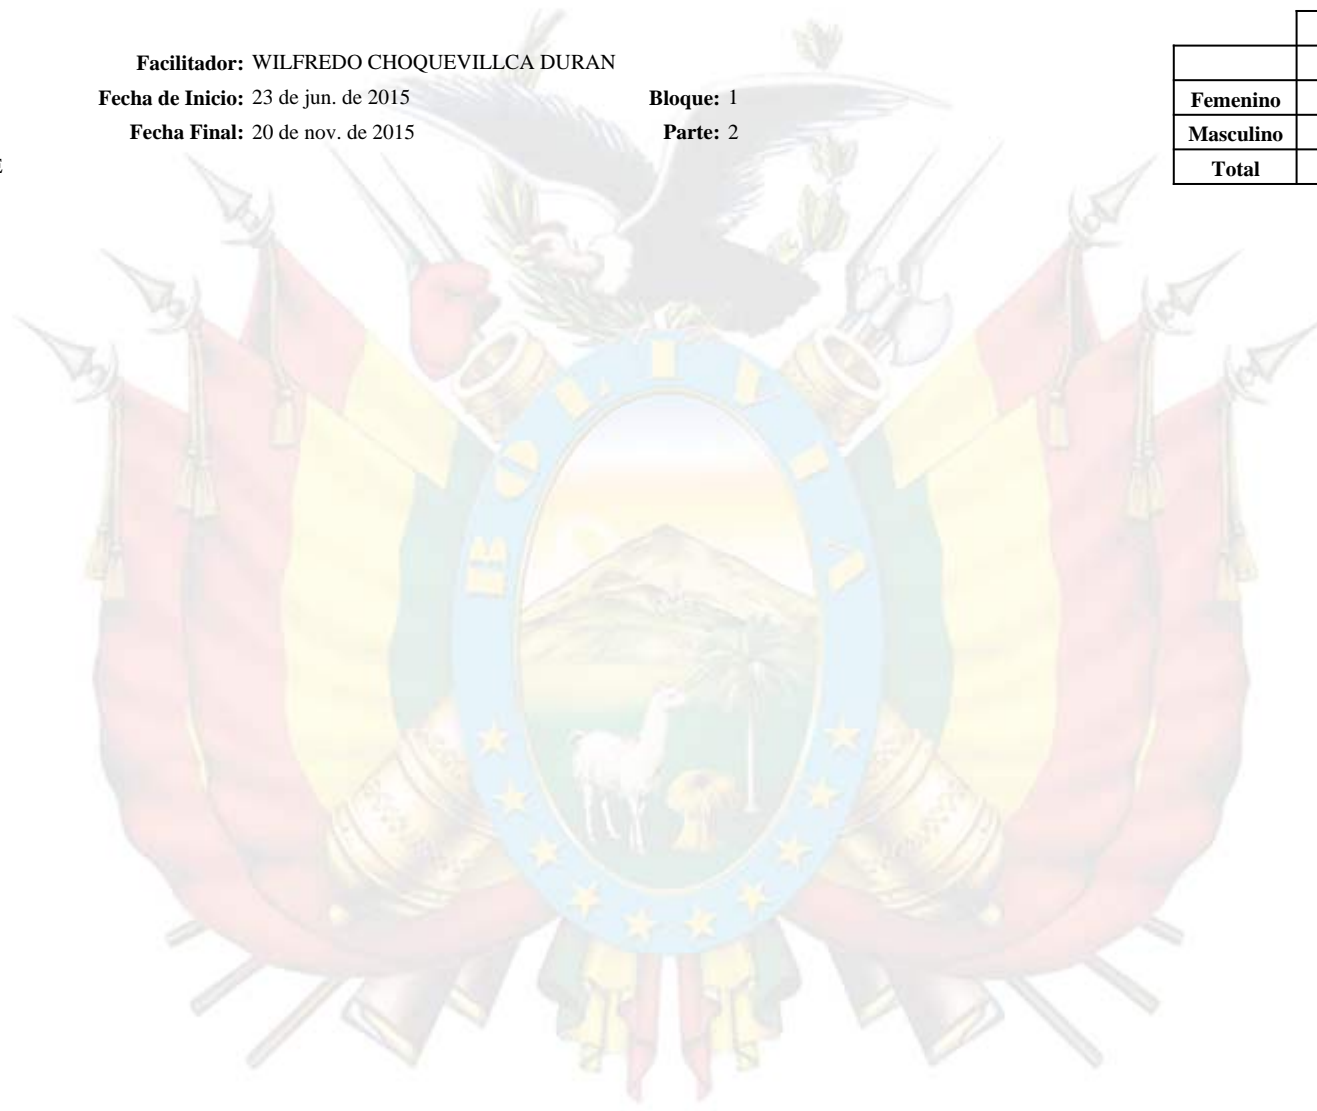 Facilitador: WILFREDO CHOQUEVILLCA DURAN
Fecha de Inicio: 23 de jun. de 2015 Bloque: 1
Fecha Final: 20 de nov. de 2015 Parte: 2
Femenino
Masculino
Total
BOLIVIA